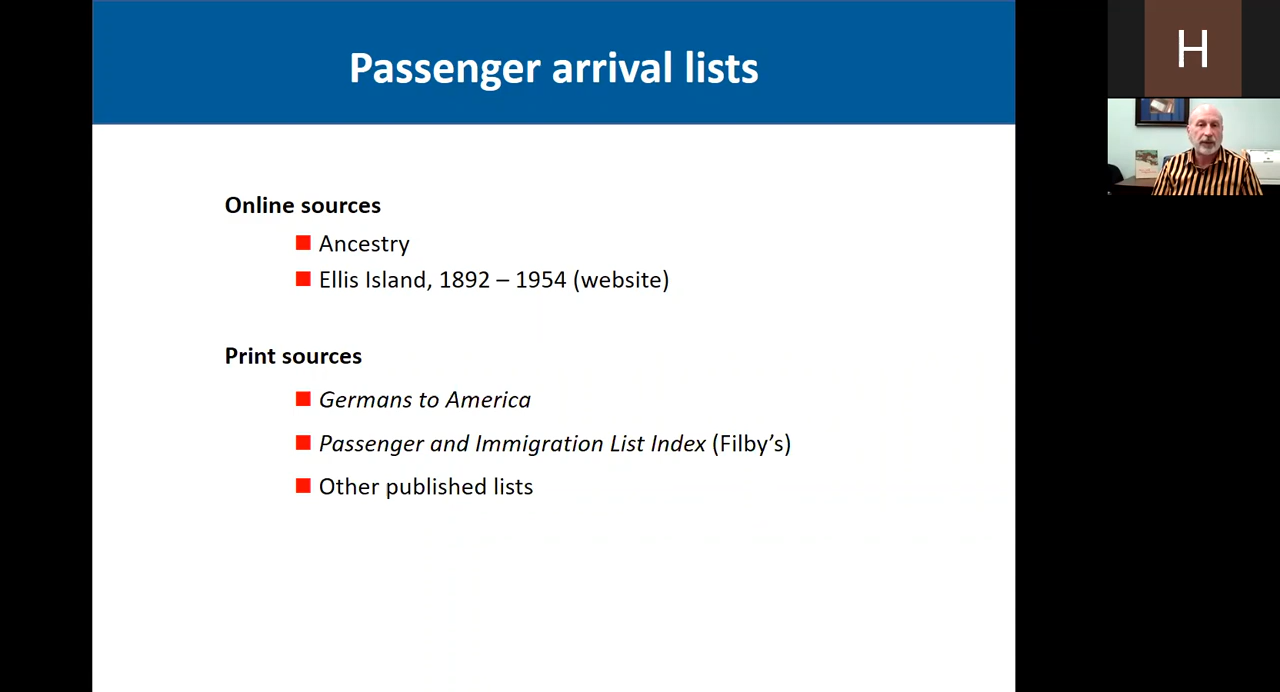 Passenger arrival lists
H
Online sources
Ancestry
Ellis Island, 1892 – 1954 (website)
Print sources
Germans to America
Passenger and Immigration List Index (Filby’s)
Other published lists